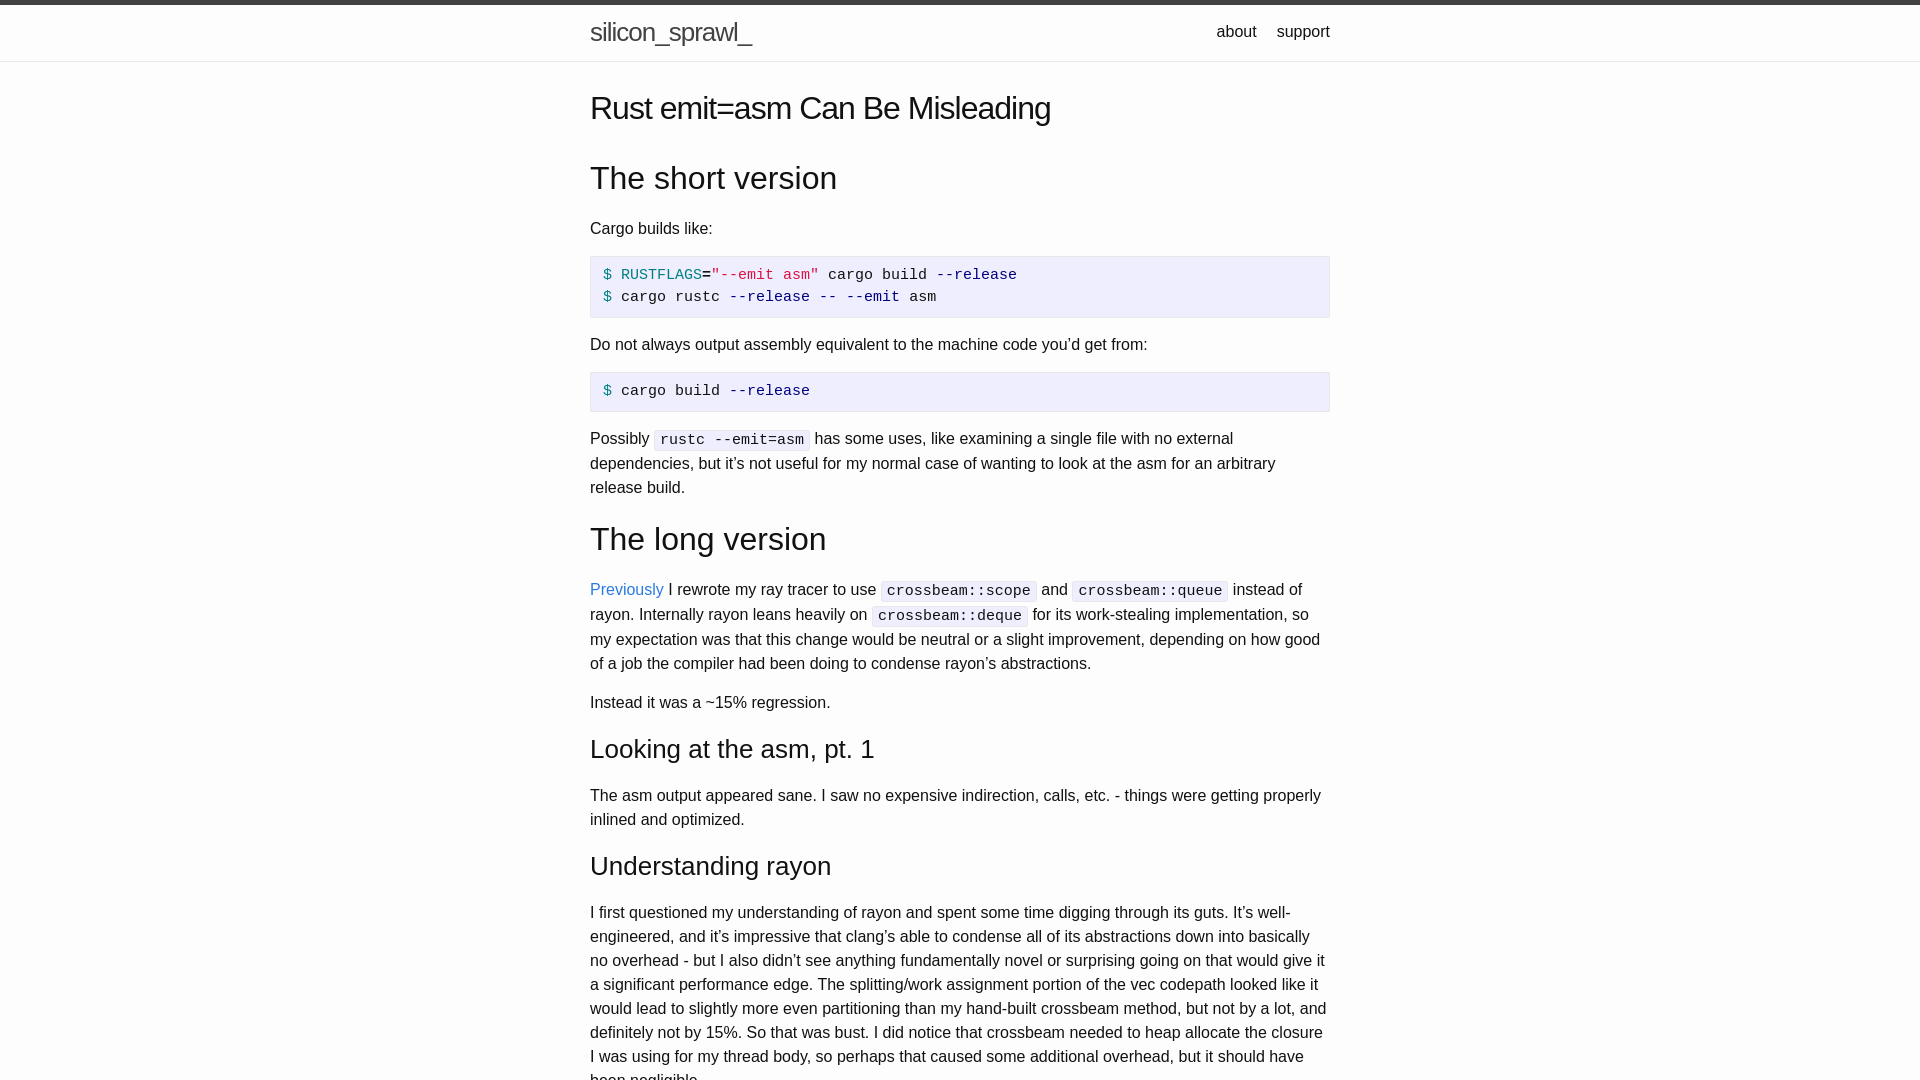 silicon_sprawl_
about support
Rust emit=asm Can Be Misleading
The short version
Cargo builds like:
$ RUSTFLAGS="--emit asm" cargo build --release
$ cargo rustc --release -- --emit asm
Do not always output assembly equivalent to the machine code you’d get from:
$ cargo build --release
Possibly rustc --emit=asm has some uses, like examining a single file with no external
dependencies, but it’s not useful for my normal case of wanting to look at the asm for an arbitrary
release build.
The long version
Previously I rewrote my ray tracer to use crossbeam::scope and crossbeam::queue instead of
rayon. Internally rayon leans heavily on crossbeam::deque for its work-stealing implementation, so
my expectation was that this change would be neutral or a slight improvement, depending on how good
of a job the compiler had been doing to condense rayon’s abstractions.
Instead it was a ~15% regression.
Looking at the asm, pt. 1
The asm output appeared sane. I saw no expensive indirection, calls, etc. - things were getting properly
inlined and optimized.
Understanding rayon
I first questioned my understanding of rayon and spent some time digging through its guts. It’s well-
engineered, and it’s impressive that clang’s able to condense all of its abstractions down into basically
no overhead - but I also didn’t see anything fundamentally novel or surprising going on that would give it
a significant performance edge. The splitting/work assignment portion of the vec codepath looked like it
would lead to slightly more even partitioning than my hand-built crossbeam method, but not by a lot, and
definitely not by 15%. So that was bust. I did notice that crossbeam needed to heap allocate the closure
I was using for my thread body, so perhaps that caused some additional overhead, but it should have
been negligible.